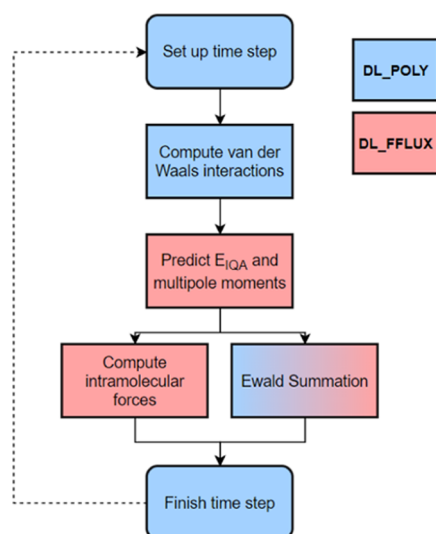 Set up time step
DL_POLY
DL_FFLUX
Compute van der
Waals interactions
Predict E_IQA and
multipole moments
Compute
intramolecular
forces
Ewald Summation
Finish time step